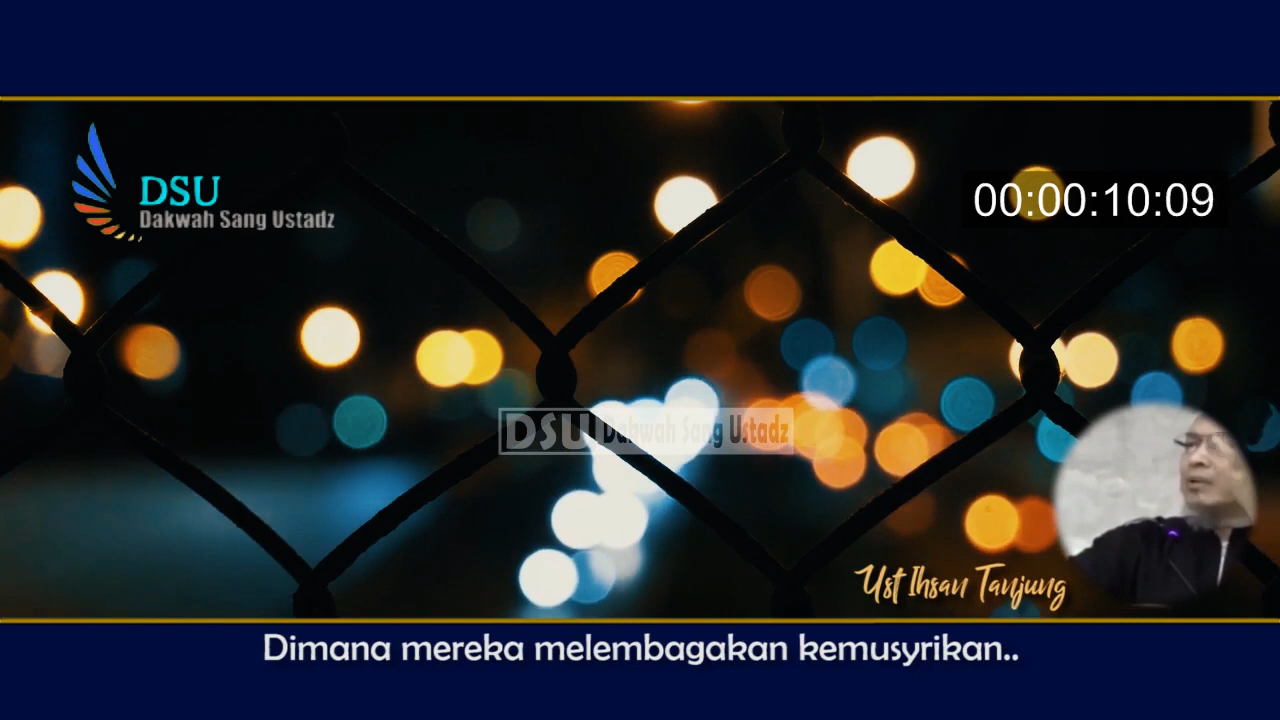 DSU
Dakwah Sang Ustadz
00:00:10:09
DSU Dakwah Sang Ustadz
Ust Ihsan Tanjung
Dimana mereka melembagakan kemusyrikan..